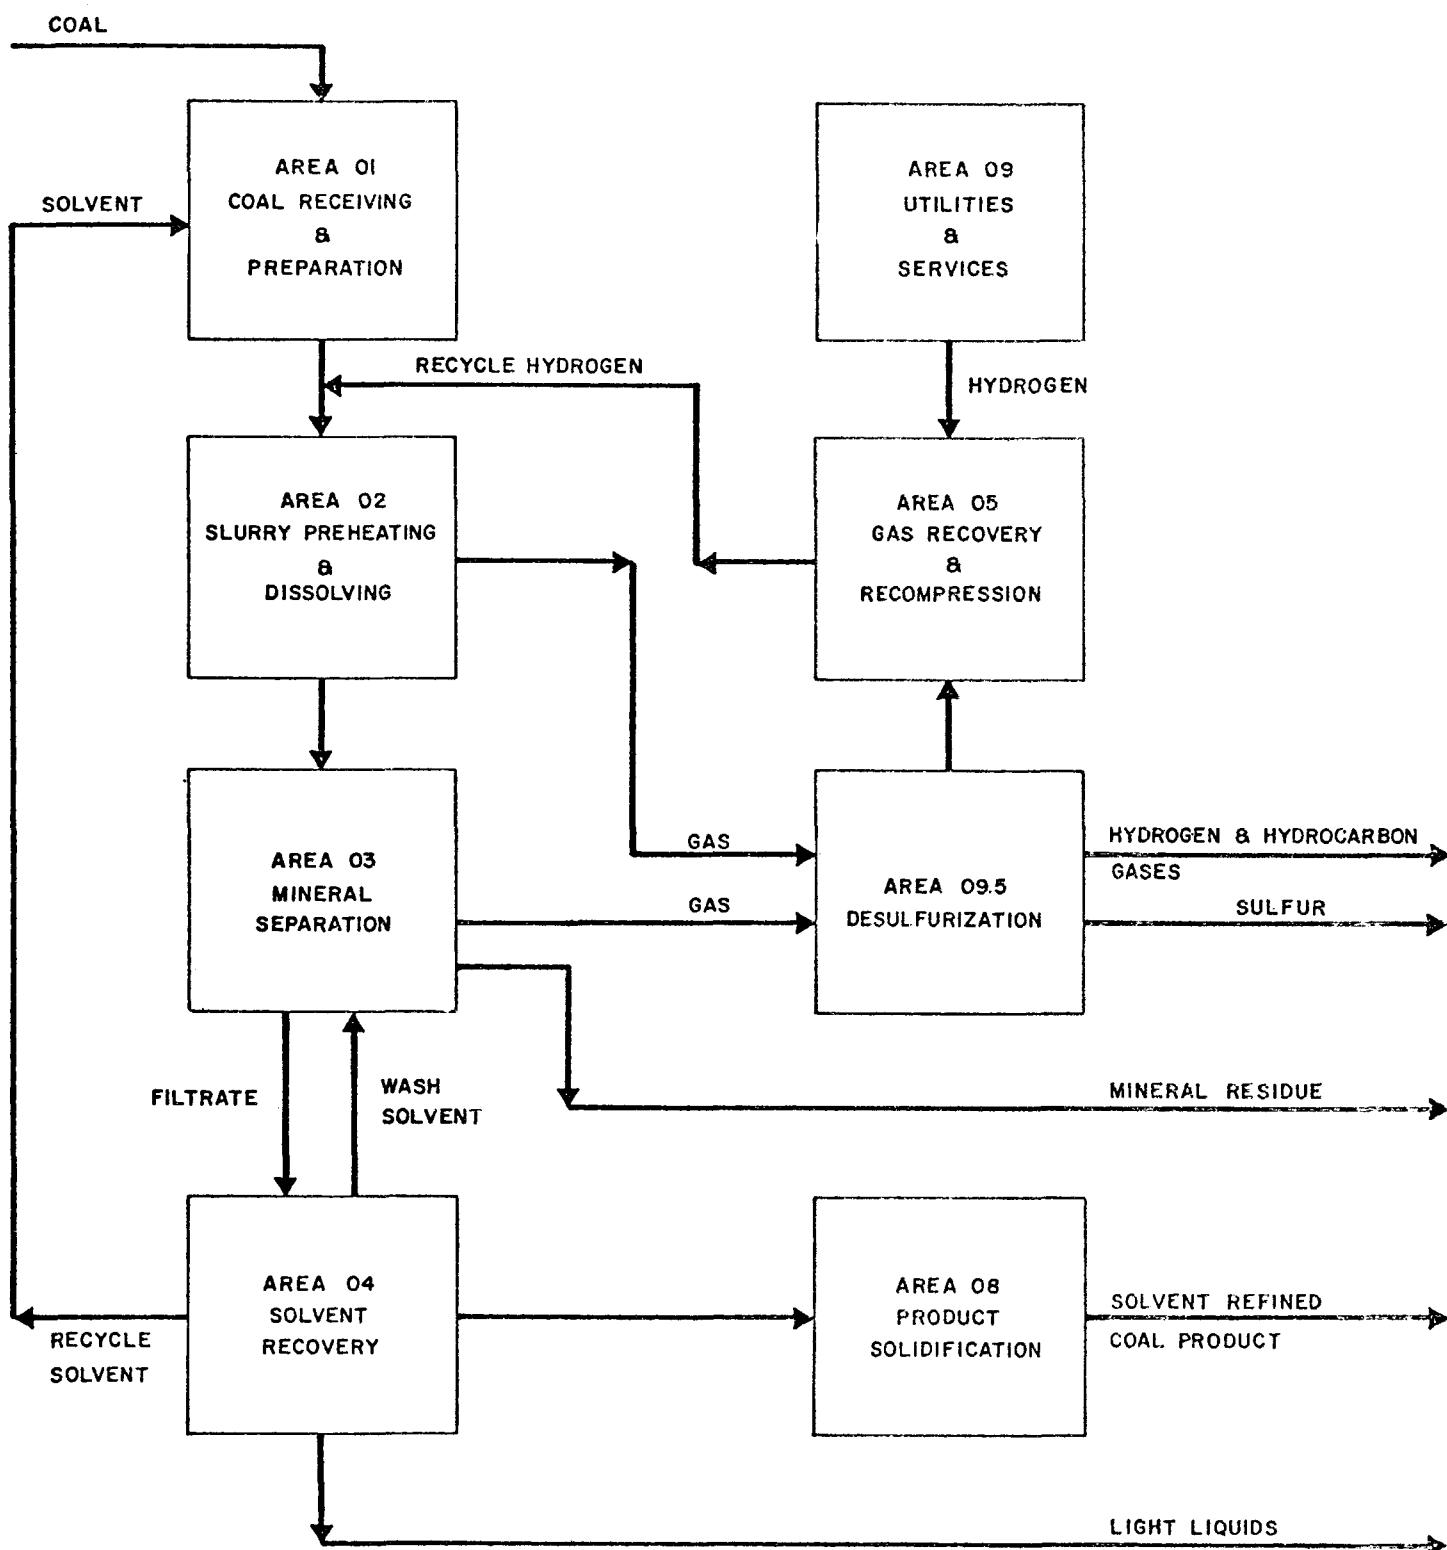 COAL
AREA 01
COAL RECEIVING
&
PREPARATION
AREA 09
UTILITIES
&
SERVICES
SOLVENT
RECYCLE HYDROGEN
HYDROGEN
AREA 02
SLURRY PREHEATING
&
DISSOLVING
AREA 05
GAS RECOVERY
&
RECOMPRESSION
AREA 03
MINERAL
SEPARATION
GAS
GAS
AREA 09.5
DESULFURIZATION
HYDROGEN & HYDROCARBON
GASES
SULFUR
FILTRATE
WASH
SOLVENT
MINERAL RESIDUE
AREA 04
SOLVENT
RECOVERY
RECYCLE
SOLVENT
AREA 08
PRODUCT
SOLIDIFICATION
SOLVENT REFINED
COAL PRODUCT
LIGHT LIQUIDS